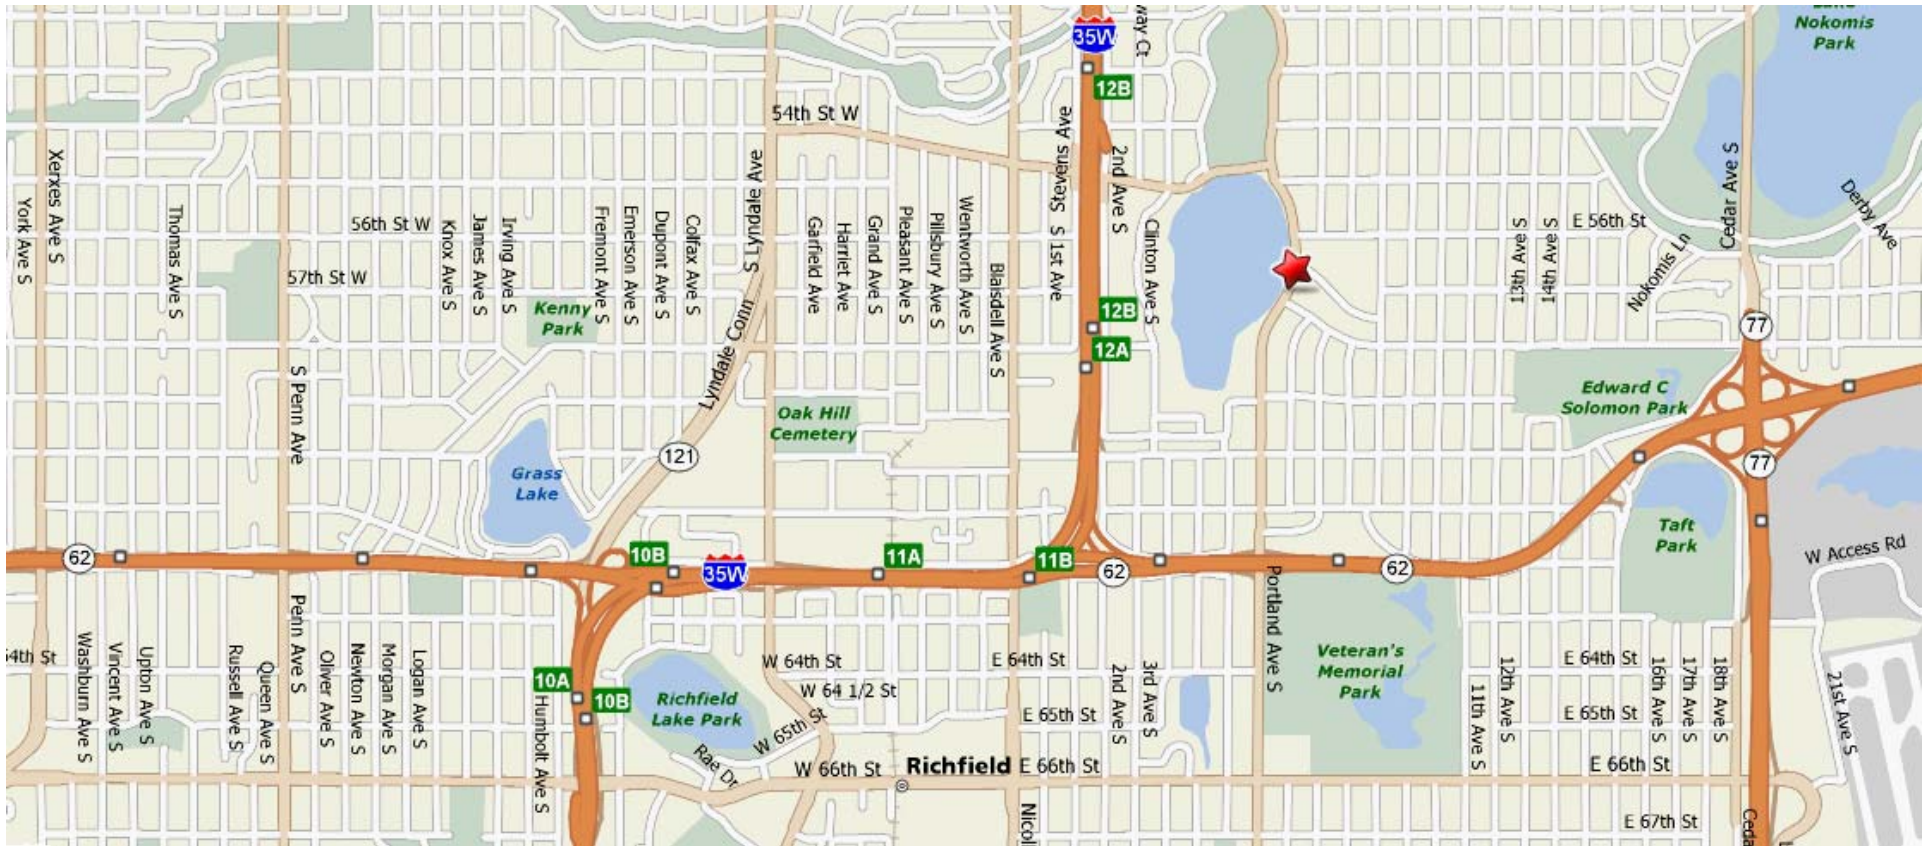 35W
Nokomis
Park
12B
54th St W
Xerxes Ave S
York Ave S
Thomas Ave S
56th St W
57th St W
Knox Ave S
James Ave S
Irving Ave S
Kenny
Park
Fremont Ave S
Emerson Ave S
Dupont Ave S
Colfax Ave S
S Lyndale Ave
Lyndale Conn
Garfield Ave
Harriet Ave
Grand Ave S
Pleasant Ave S
Pillsbury Ave S
Wentworth Ave S
Blaisdell Ave S
S 1st Ave
Stevens Ave S
2nd Ave S
Clinton Ave S
12B
12A
13th Ave S
14th Ave S
E 56th St
Nokomis Ln
Cedar Ave S
Derby Ave
77
Edward C
Solomon Park
77
S Penn Ave
Oak Hill
Cemetery
121
Grass
Lake
Taft
Park
W Access Rd
62
10B
35W
11A
11B
62
62
Penn Ave S
Portland Ave S
Washburn Ave S
Vincent Ave S
Upton Ave S
Russell Ave S
Queen Ave S
Oliver Ave S
Newton Ave S
Morgan Ave S
Logan Ave S
Humbolt Ave S
10A
10B
Richfield
Lake Park
W 64th St
W 64 1/2 St
W 65th St
Rae Dr
W 66th St
Richfield
E 64th St
E 65th St
E 66th St
2nd Ave S
3rd Ave S
Veteran's
Memorial
Park
11th Ave S
12th Ave S
E 64th St
E 65th St
E 66th St
E 67th St
16th Ave S
17th Ave S
18th Ave S
21st Ave S